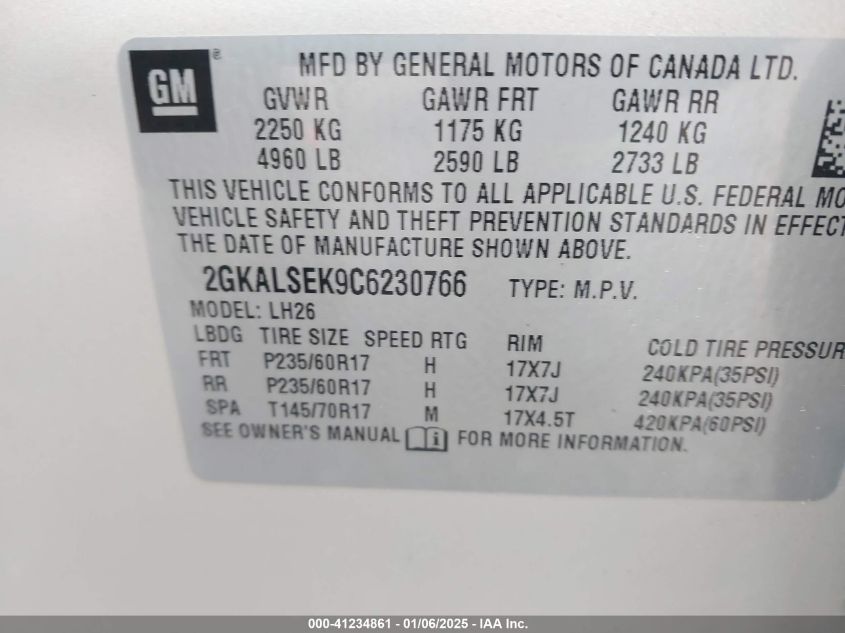 GM ®
MFD BY GENERAL MOTORS OF CANADA LTD.
GVWR GAWR FRT GAWR RR
2250 KG 1175 KG 1240 KG
4960 LB 2590 LB 2733 LB
THIS VEHICLE CONFORMS TO ALL APPLICABLE U.S. FEDERAL MO
VEHICLE SAFETY AND THEFT PREVENTION STANDARDS IN EFFECT
THE DATE OF MANUFACTURE SHOWN ABOVE.
2GKALSEK9C6230766 TYPE: M.P.V.
MODEL: LH26
LBDG TIRE SIZE SPEED RTG RIM COLD TIRE PRESSUR
FRT P235/60R17 H 17X7J 240KPA(35PSI)
RR P235/60R17 H 17X7J 240KPA(35PSI)
SPA T145/70R17 M 17X4.5T 420KPA(60PSI)
SEE OWNER'S MANUAL i FOR MORE INFORMATION.
000-41234861 - 01/06/2025 - IAA Inc.